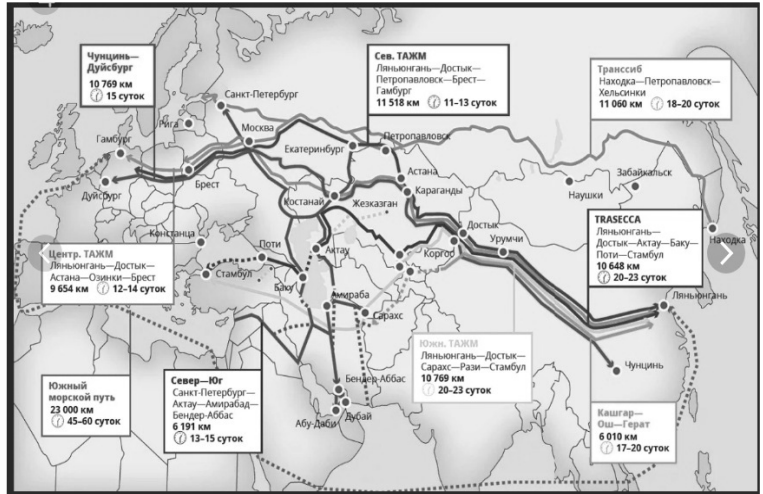 Чунцинь—
Дуйсбург
10 769 км
15 суток
Сев. ТАЖМ
Ляньюнган—Достык—
Петропавловск—Брест—
Гамбург
11 518 км 11–13 суток
Транссиб
Находка—Петропавловск—
Хельсинки
11 060 км 18–20 суток
Санкт-Петербург
Рига
Москва
Гамбург
Екатеринбург
Петропавловск
Дуйсбург
Брест
Астана
Костанай
Жезказган
Караганды
Наушки
Забайкальск
Констанца
Поти
Актау
Достык
Урумчи
Коргос
Находка
TRASECCA
Ляньюнган—
Достык—Актау—Баку—
Поти—Стамбул
10 648 км
20–23 суток
Центр. ТАЖМ
Ляньюнган—Достык—
Астана—Озинки—Брест
9 654 км 12–14 суток
Стамбул
Баку
Амираба
Сарахс
Ляньюнгань
Южн. ТАЖМ
Ляньюнган—Достык—
Сарахс—Рази—Стамбул
10 769 км
20–23 суток
Чунцинь
Южный
морской путь
23 000 км
45–60 суток
Север—Юг
Санкт-Петербург—
Актау—Амирабад—
Бендер-Аббас
6 191 км
13–15 суток
Бендер-Аббас
Абу-Даби
Дубай
Кашгар—
Ош—Герат
6 010 км
17–20 суток